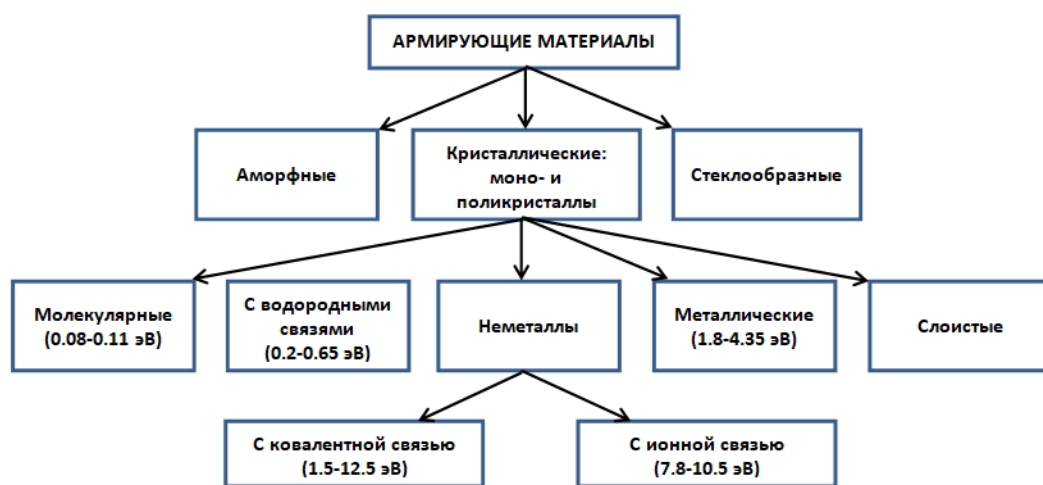 АРМИРУЮЩИЕ МАТЕРИАЛЫ
Аморфные
Кристаллические:
моно- и
поликристаллы
Стеклообразные
Молекулярные
(0.08-0.11 эВ)
С водородными
связями
(0.2-0.65 эВ)
Неметаллы
Металлические
(1.8-4.35 эВ)
Слоистые
С ковалентной связью
(1.5-12.5 эВ)
С ионной связью
(7.8-10.5 эВ)